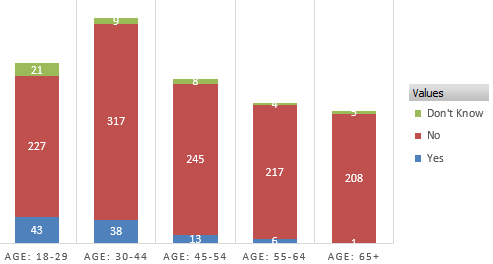 9
21
8
4
5
Values
Don't Know
No
Yes
227
317
245
217
208
43
38
13
6
1
AGE: 18-29
AGE: 30-44
AGE: 45-54
AGE: 55-64
AGE: 65+